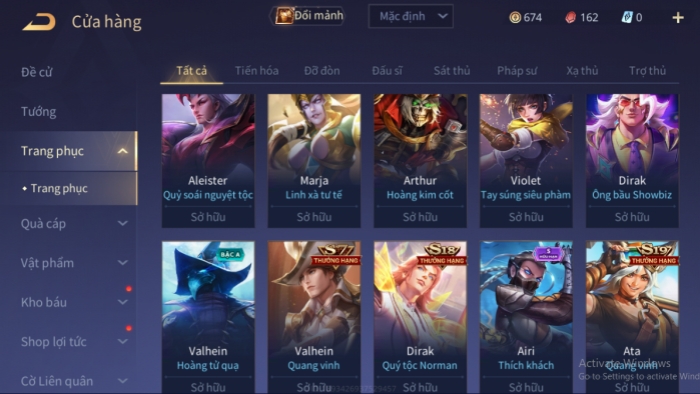 Cửa hàng
Đổi mảnh
Mặc định
674
162
0
Đề cử
Tướng
Trang phục
Trang phục
Quà cáp
Vật phẩm
Kho báu
Shop lợi tức
Cờ Liên quân
Tất cả
Tiến hóa
Đỡ đòn
Đấu sĩ
Sát thủ
Pháp sư
Xạ thủ
Trợ thủ
Aleister
Quỷ soái nguyệt tộc
Sở hữu
Marja
Linh xà tư tế
Sở hữu
Arthur
Hoàng kim cốt
Sở hữu
Violet
Tay súng siêu phàm
Sở hữu
Dirak
Ông bầu Showbiz
Sở hữu
BẬC A
Valhein
Hoàng tử quạ
Sở hữu
THƯỞNG HẠNG
Valhein
Quang vinh
Sở hữu
S18
THƯỞNG HẠNG
Dirak
Quý tộc Norman
Sở hữu
S
Airi
Thích khách
Sở hữu
S19
THƯỞNG HẠNG
Ata
Quang vinh
Sở hữu
Activate Windows
Go to Settings to activate Wind